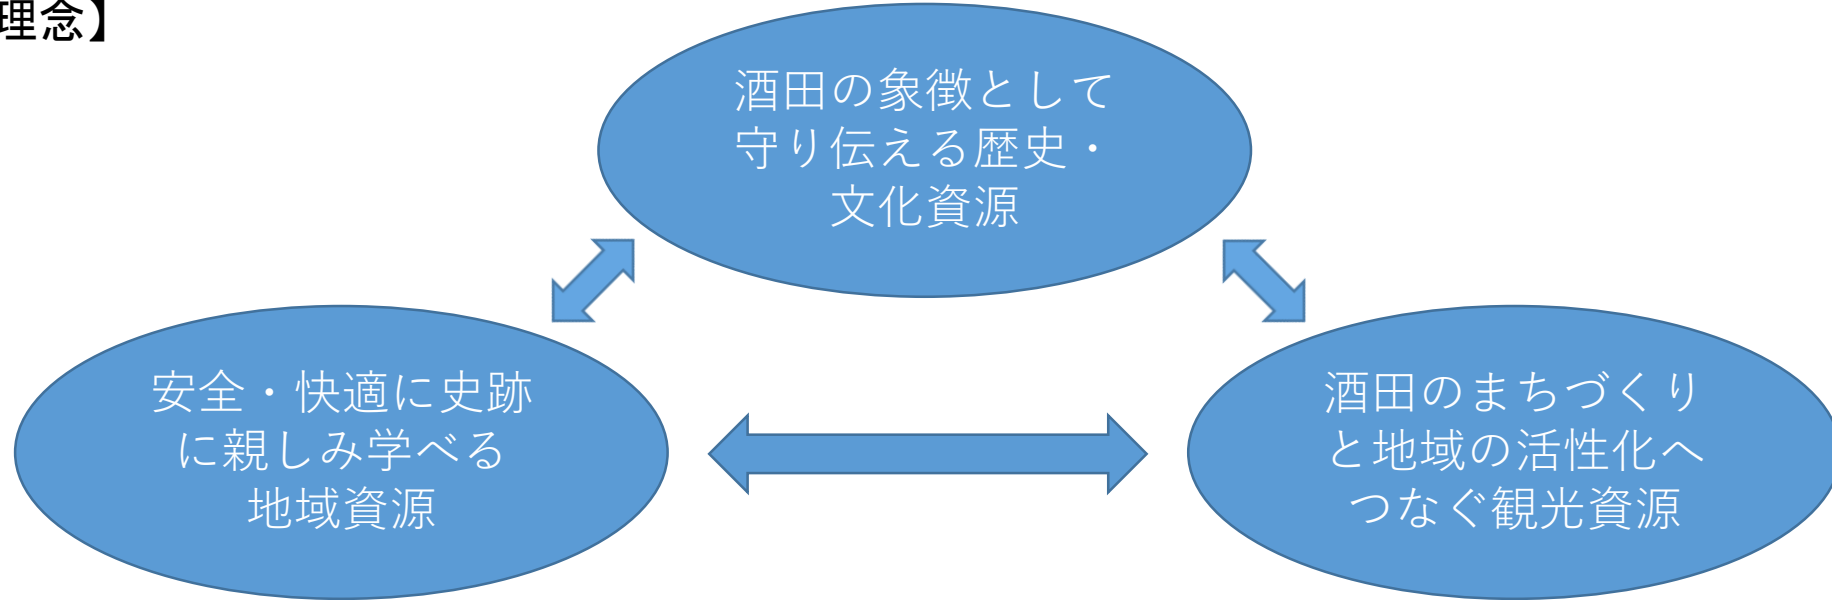 理念】
酒田の象徴として
守り伝える歴史・
文化資源
安全・快適に史跡
に親しみ学べる
地域資源
酒田のまちづくり
と地域の活性化へ
つなぐ観光資源